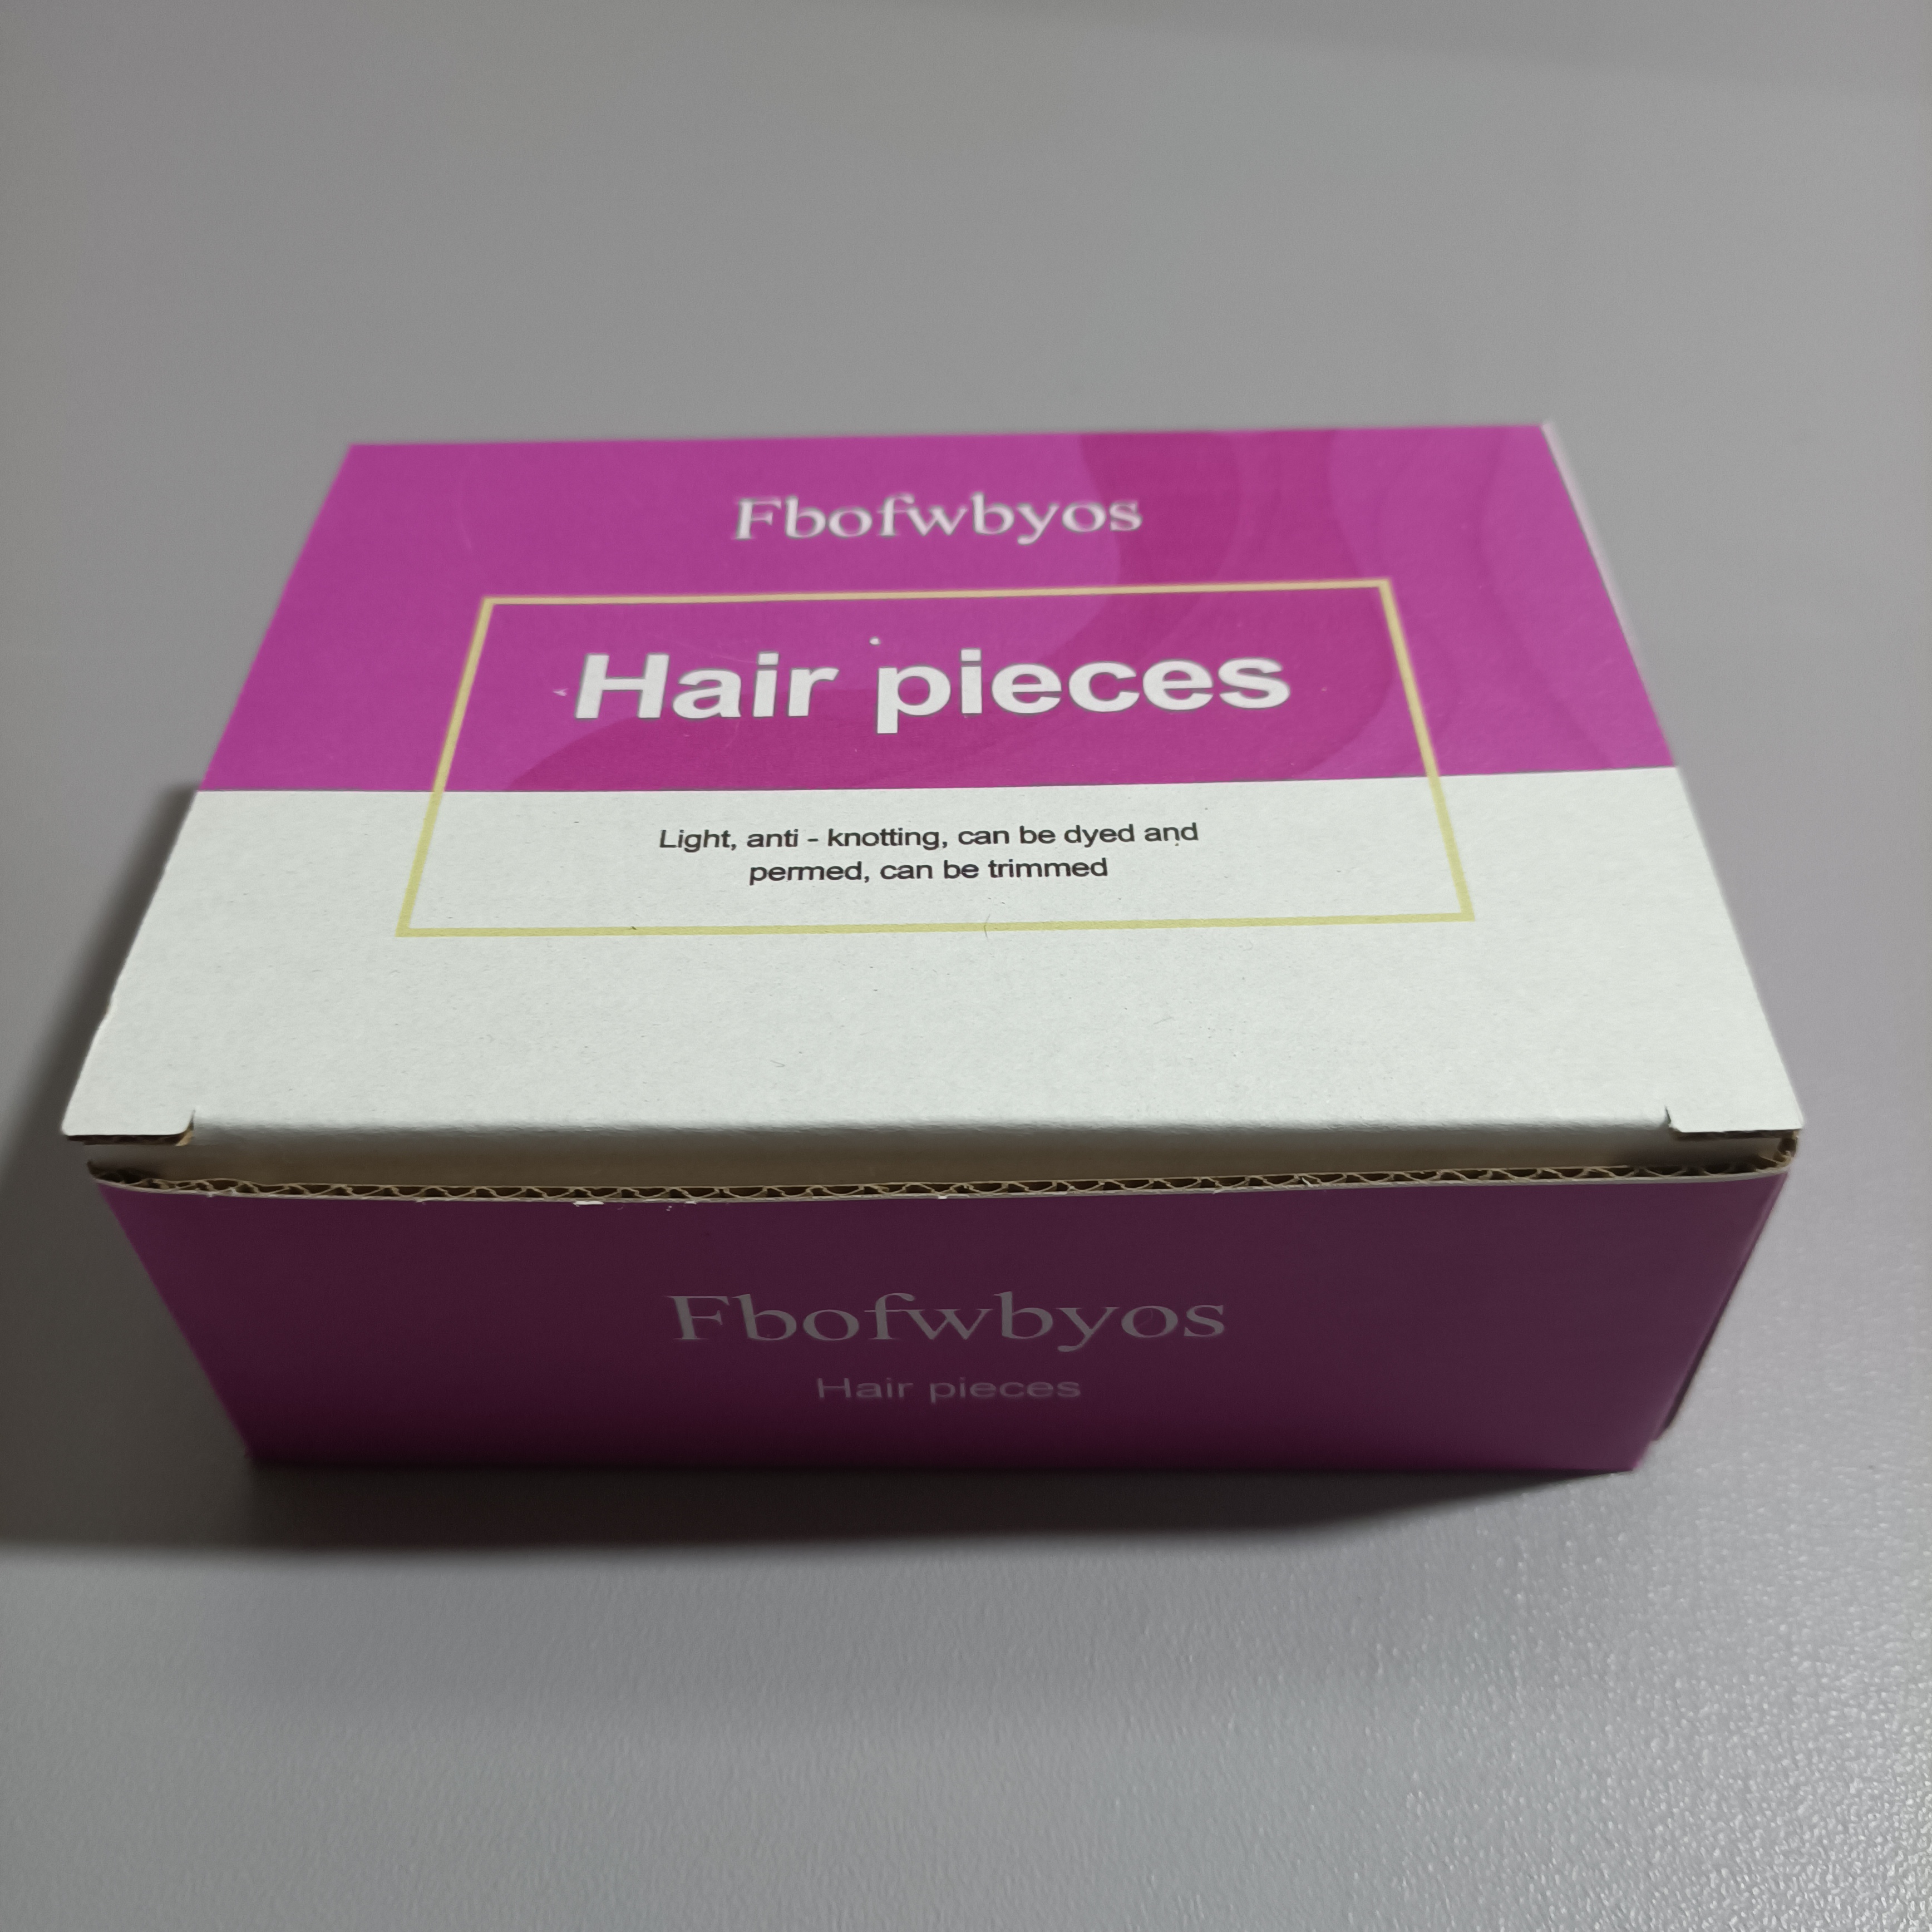 Fbofwbyos
Hair pieces
Light, anti - knotting, can be dyed and
permed, can be trimmed
Fbofwbyos
Hair pieces